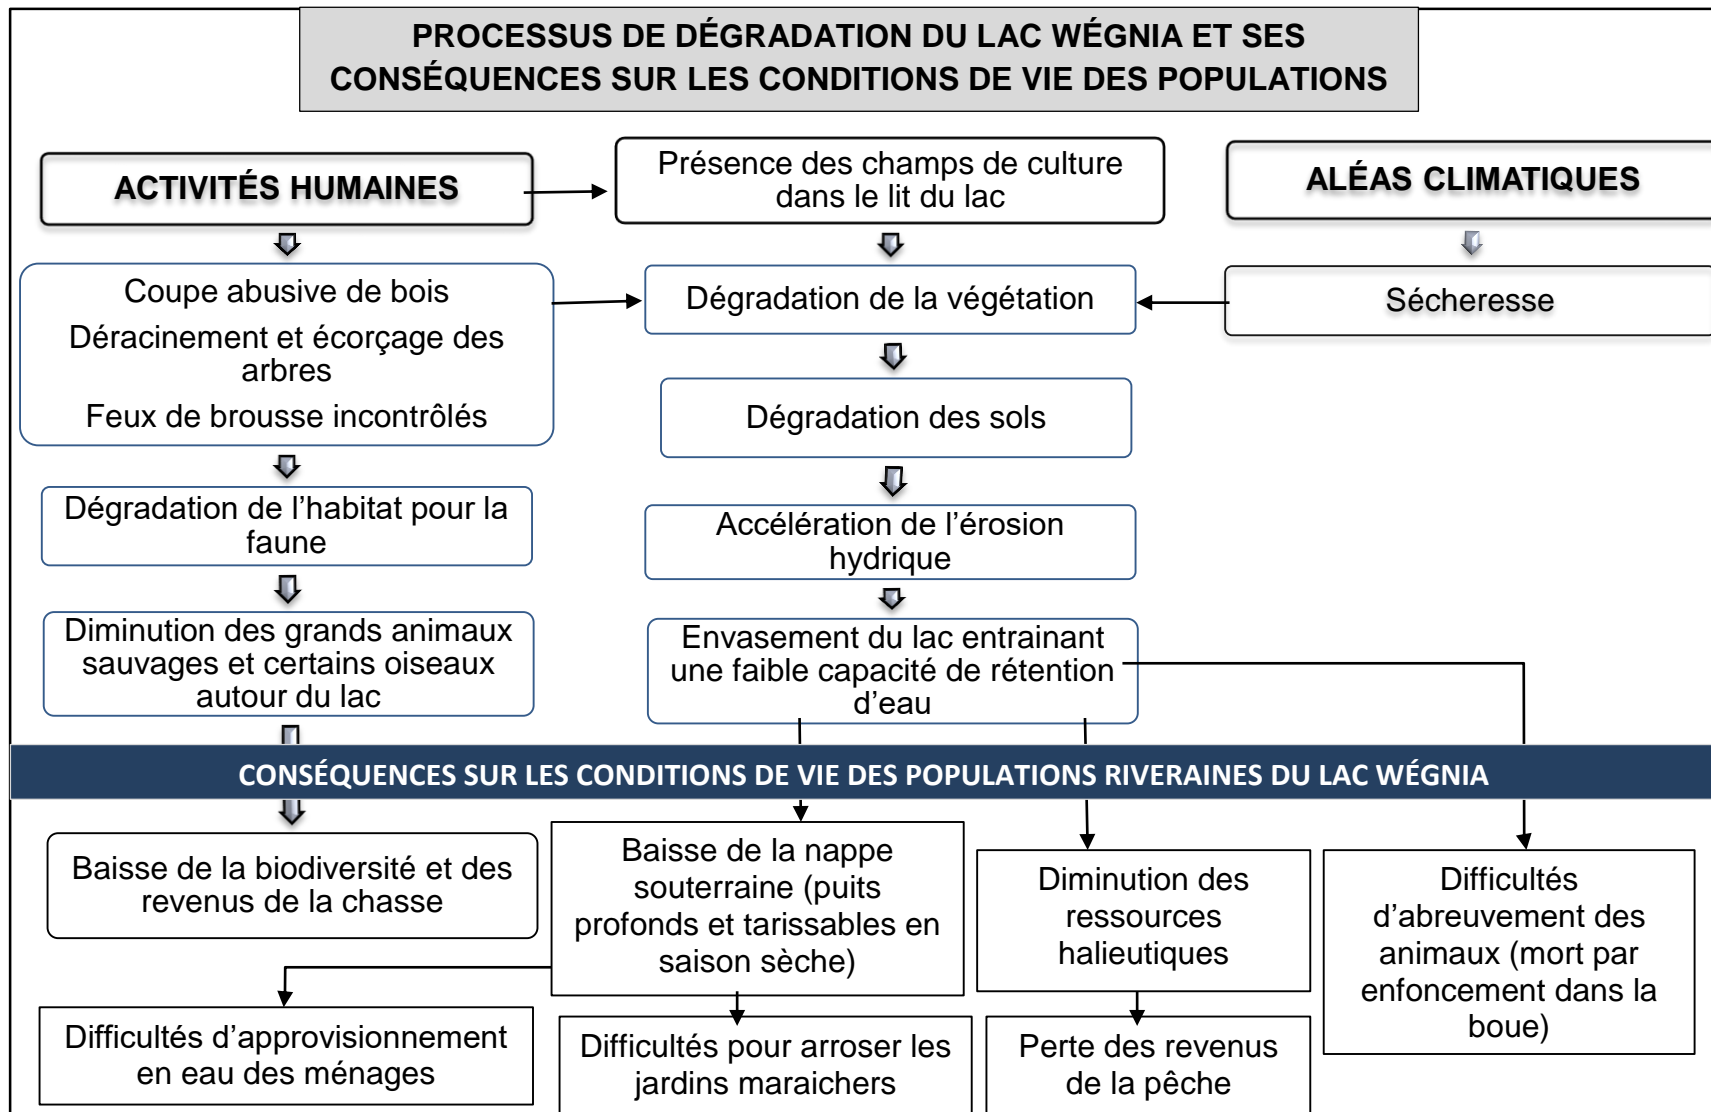 PROCESSUS DE DÉGRADATION DU LAC WÉGNIA ET SES
CONSÉQUENCES SUR LES CONDITIONS DE VIE DES POPULATIONS
ACTIVITÉS HUMAINES
Présence des champs de culture
dans le lit du lac
ALÉAS CLIMATIQUES
Coupe abusive de bois
Déracinement et écorçage des
arbres
Feux de brousse incontrôlés
Dégradation de la végétation
Sécheresse
Dégradation des sols
Dégradation de l’habitat pour la
faune
Accélération de l’érosion
hydrique
Diminution des grands animaux
sauvages et certains oiseaux
autour du lac
Envasement du lac entrainant
une faible capacité de rétention
d’eau
CONSÉQUENCES SUR LES CONDITIONS DE VIE DES POPULATIONS RIVERAINES DU LAC WÉGNIA
Baisse de la biodiversité et des
revenus de la chasse
Baisse de la nappe
souterraine (puits
profonds et tarissables en
saison sèche)
Diminution des
ressources
halieutiques
Difficultés
d’abreuvement des
animaux (mort par
enfoncement dans la
boue)
Difficultés d’approvisionnement
en eau des ménages
Difficultés pour arroser les
jardins maraichers
Perte des revenus
de la pêche